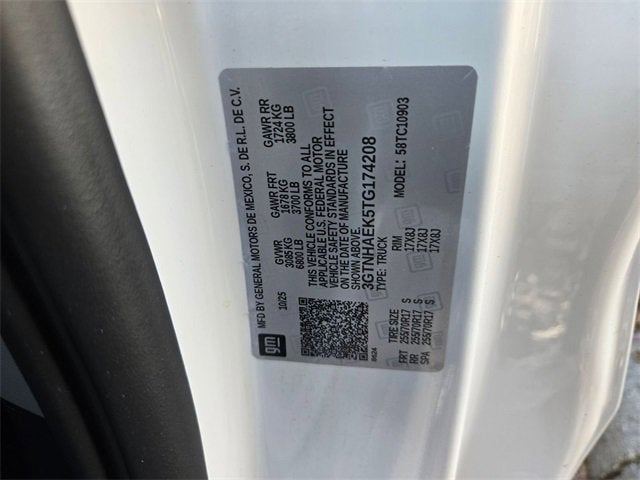 MFD BY GENERAL MOTORS DE MEXICO, S. DE R.L. DE C.V.
10/25
GVWR
3085 KG
6800 LB
GAWR FRT
1678 KG
3700 LB
GAWR RR
1724 KG
3800 LB
gm
THIS VEHICLE CONFORMS TO ALL
APPLICABLE U.S. FEDERAL MOTOR
VEHICLE SAFETY STANDARDS IN EFFECT
ON THE DATE OF MANUFACTURE
SHOWN ABOVE.
3GTNHAEK5TG174208
TYPE: TRUCK
MODEL: 58TC10903
TIRE SIZE RIM
FRT 255/70R17 S 17X8J
RR 255/70R17 S 17X8J
SPA 255/70R17 S 17X8J